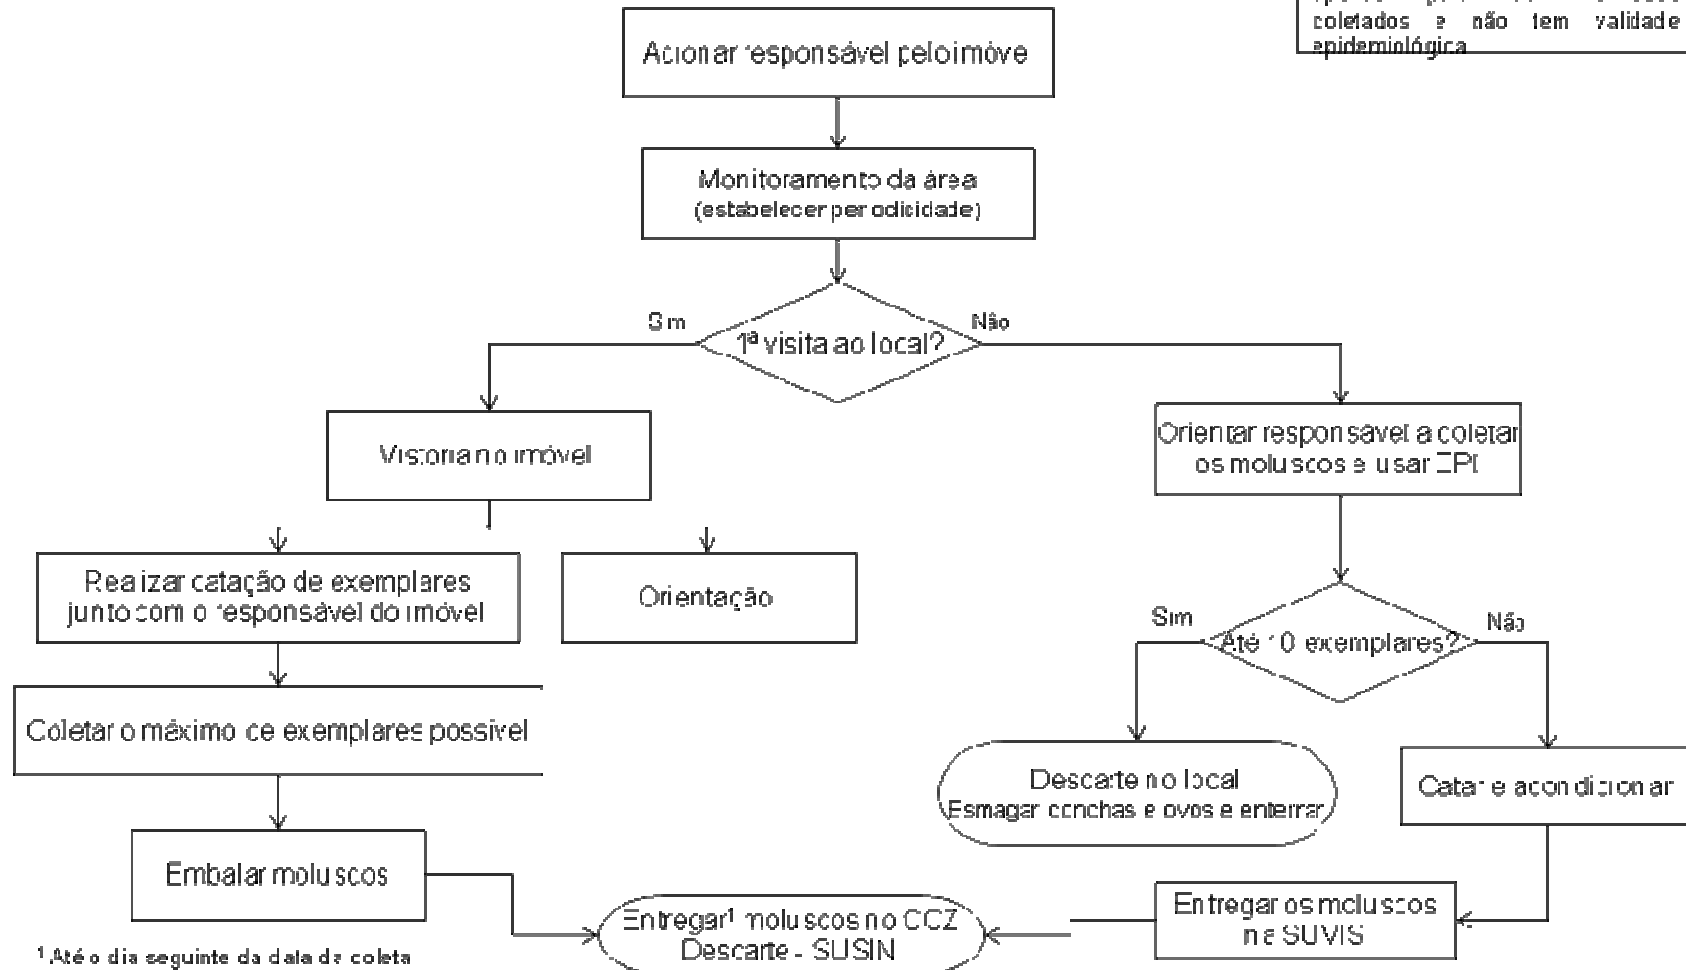 coletados e não tem validade
epidemiológica
Acionar responsável pelo imóve
Monitoramento da área
(estabelecer periodicidade)
1ª visita ao local?
Sim
Não
Vistoria no imóvel
Orientar responsável a coletar
os moluscos e usar EPI
Realizar catação de exemplares
junto com o responsável do imóvel
Orientação
Até 10 exemplares?
Sim
Não
Coletar o máximo de exemplares possível
Descarte no local
Esmagar conchas e ovos e enterrar
Catar e acondicionar
Embalar moluscos
Entregar¹ moluscos no CCZ
Descarte - SUSIN
Entregar os moluscos
na SUVIS
¹ Até o dia seguinte da data da coleta